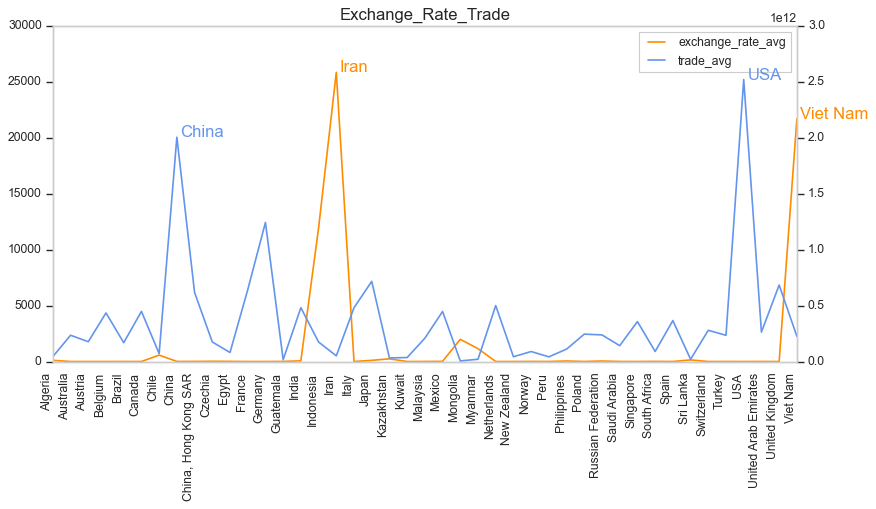 Exchange_Rate_Trade
1e12
30000
25000
20000
15000
10000
5000
0
3.0
2.5
2.0
1.5
1.0
0.5
0.0
exchange_rate_avg
trade_avg
China
Iran
USA
Viet Nam
Algeria
Australia
Austria
Belgium
Brazil
Canada
Chile
China
China, Hong Kong SAR
Czechia
Egypt
France
Germany
Guatemala
India
Indonesia
Iran
Italy
Japan
Kazakhstan
Kuwait
Malaysia
Mexico
Mongolia
Myanmar
Netherlands
New Zealand
Norway
Peru
Philippines
Poland
Russian Federation
Saudi Arabia
Singapore
South Africa
Spain
Sri Lanka
Switzerland
Turkey
USA
United Arab Emirates
United Kingdom
Viet Nam